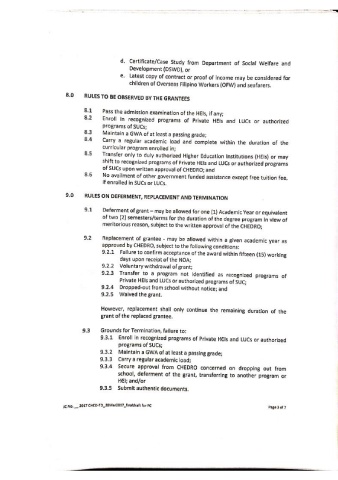 d. Certificate/Case Study from Department of Social Welfare and
Development (DSWD), or
e. Latest copy of contract or proof of income may be considered for
children of Overseas Filipino Workers (OFW) and seafarers.
8.0 RULES TO BE OBSERVED BY THE GRANTEES
8.1 Pass the admission examination of the HEIs, if any;
8.2 Enroll in recognized programs of Private HEIs and LUCs or authorized
programs of SUCs;
8.3 Maintain a GWA of at least a passing grade;
8.4 Carry a regular academic load and complete within the duration of the
curricular program enrolled in;
8.5 Transfer only to duly authorized Higher Education Institutions (HEIs) or may
shift to recognized programs of Private HEIs and LUCs or authorized programs
of SUCs upon written approval of CHEDRO; and
8.6 No availment of other government funded assistance except free tuition fee,
if enrolled in SUCs or LUCs.
9.0 RULES ON DEFERMENT, REPLACEMENT AND TERMINATION
9.1 Deferment of grant – may be allowed for one (1) Academic Year or equivalent
of two (2) semesters/terms for the duration of the degree program in view of
meritorious reason, subject to the written approval of the CHEDRO;
9.2 Replacement of grantee - may be allowed within a given academic year as
approved by CHEDRO, subject to the following conditions:
9.2.1 Failure to confirm acceptance of the award within fifteen (15) working
days upon receipt of the NOA;
9.2.2 Voluntary withdrawal of grant;
9.2.3 Transfer to a program not identified as recognized programs of
Private HEIs and LUCs or authorized programs of SUC;
9.2.4 Dropped-out from school without notice; and
9.2.5 Waived the grant.
However, replacement shall only continue the remaining duration of the
grant of the replaced grantee.
9.3 Grounds for Termination, failure to:
9.3.1 Enroll in recognized programs of Private HEIs and LUCs or authorized
programs of SUCs;
9.3.2 Maintain a GWA of at least a passing grade;
9.3.3 Carry a regular academic load;
9.3.4 Secure approval from CHEDRO concerned on dropping out from
school, deferment of the grant, transferring to another program or
HEI; and/or
9.3.5 Submit authentic documents.
Page 3 of 7